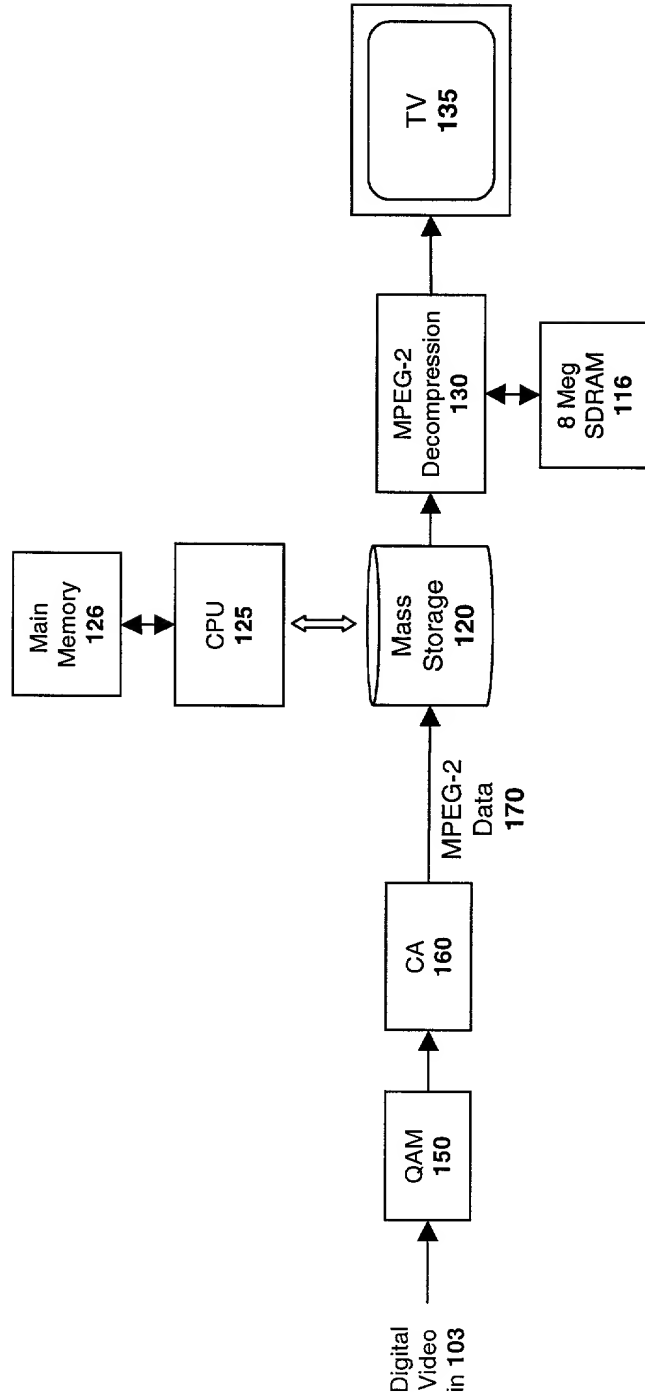 Digital
Video
in 103
QAM
150
CA
160
MPEG-2
Data
170
Main
Memory
126
CPU
125
Mass
Storage
120
MPEG-2
Decompression
130
8 Meg
SDRAM
116
TV
135